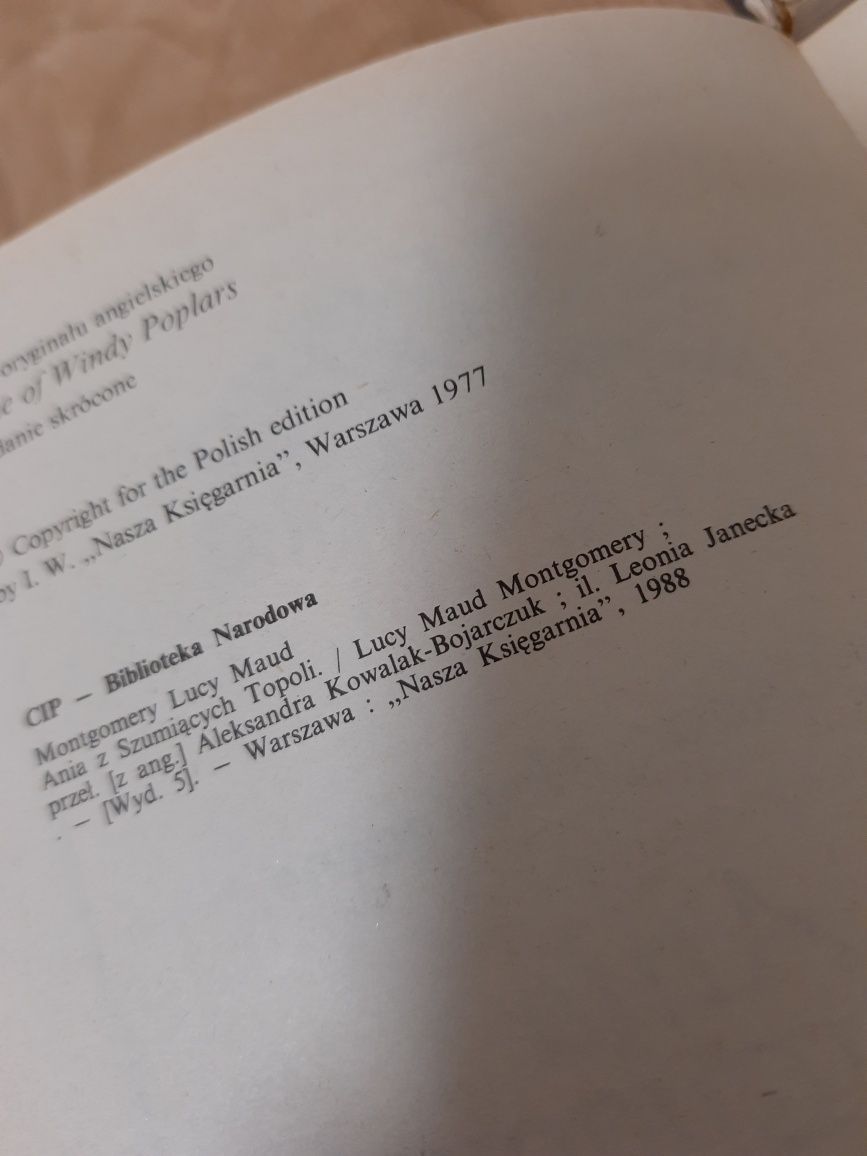 oryginału angielskiego
of Windy Poplars
skrócone
Copyright for the Polish edition
by I. W. „Nasza Księgarnia”, Warszawa 1977
CIP – Biblioteka Narodowa
Montgomery Lucy Maud
Ania z Szumiących Topoli. / Lucy Maud Montgomery ;
przeł. [z ang.] Aleksandra Kowalak-Bojarczuk ; il. Leonia Janecka
. – [Wyd. 5]. – Warszawa : „Nasza Księgarnia”, 1988